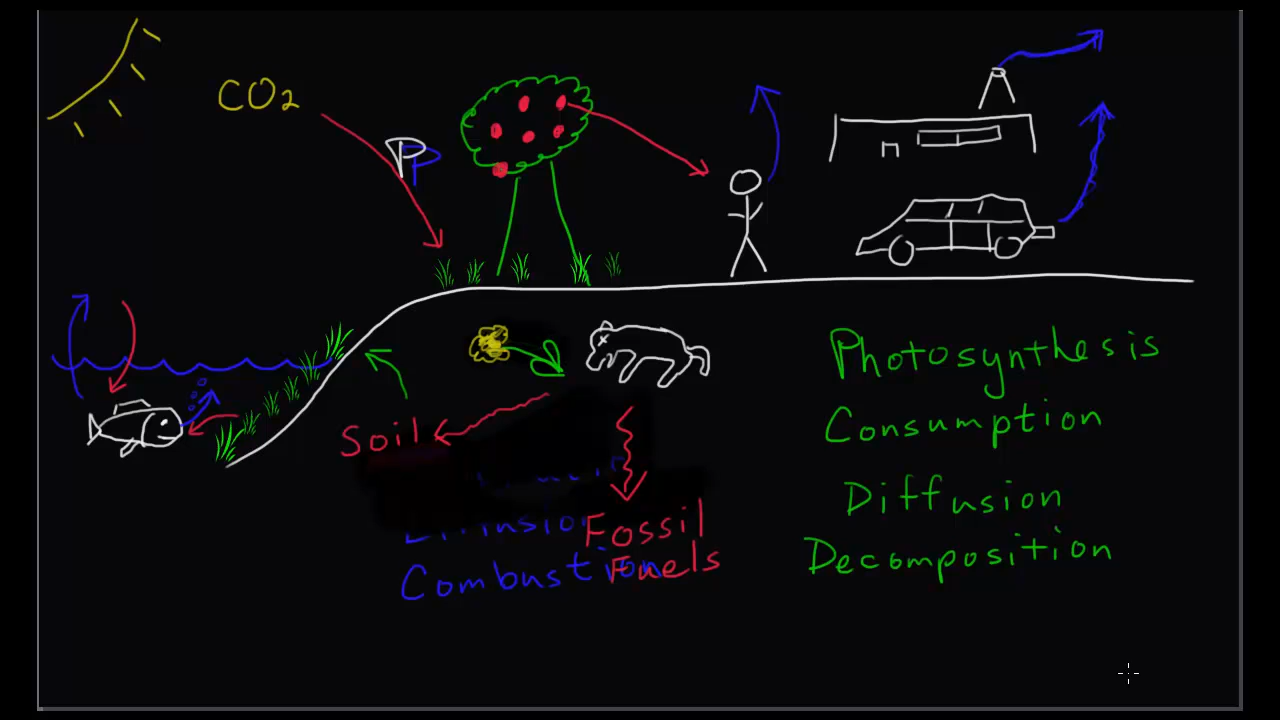 CO2
P P
Photosynthesis
Consumption
Soil
Diffusion
Fossil
Decomposition
Fuels
Combustion